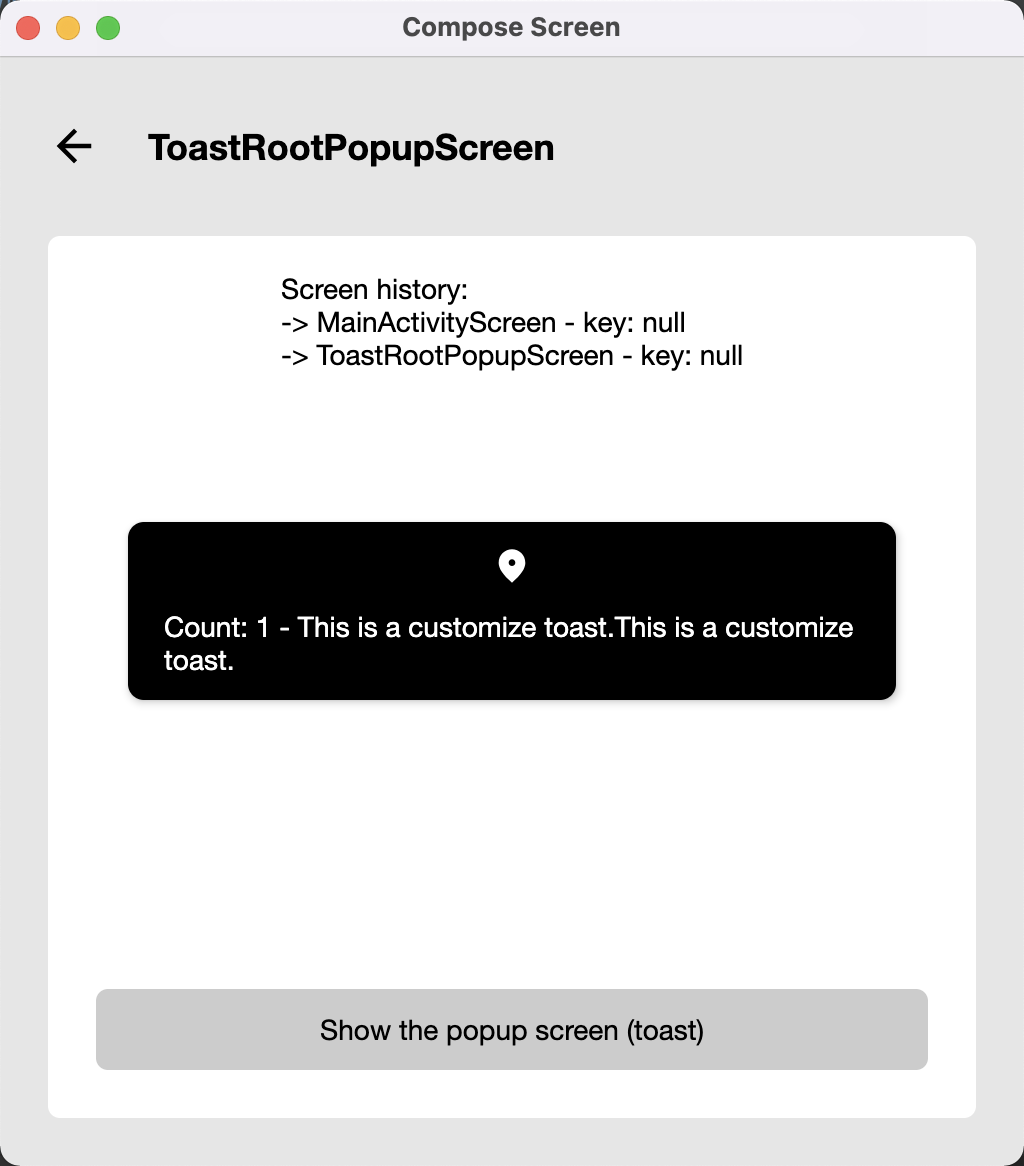 Compose Screen
ToastRootPopupScreen
Screen history:
-> MainActivityScreen - key: null
-> ToastRootPopupScreen - key: null
Count: 1 - This is a customize toast.This is a customize
toast.
Show the popup screen (toast)